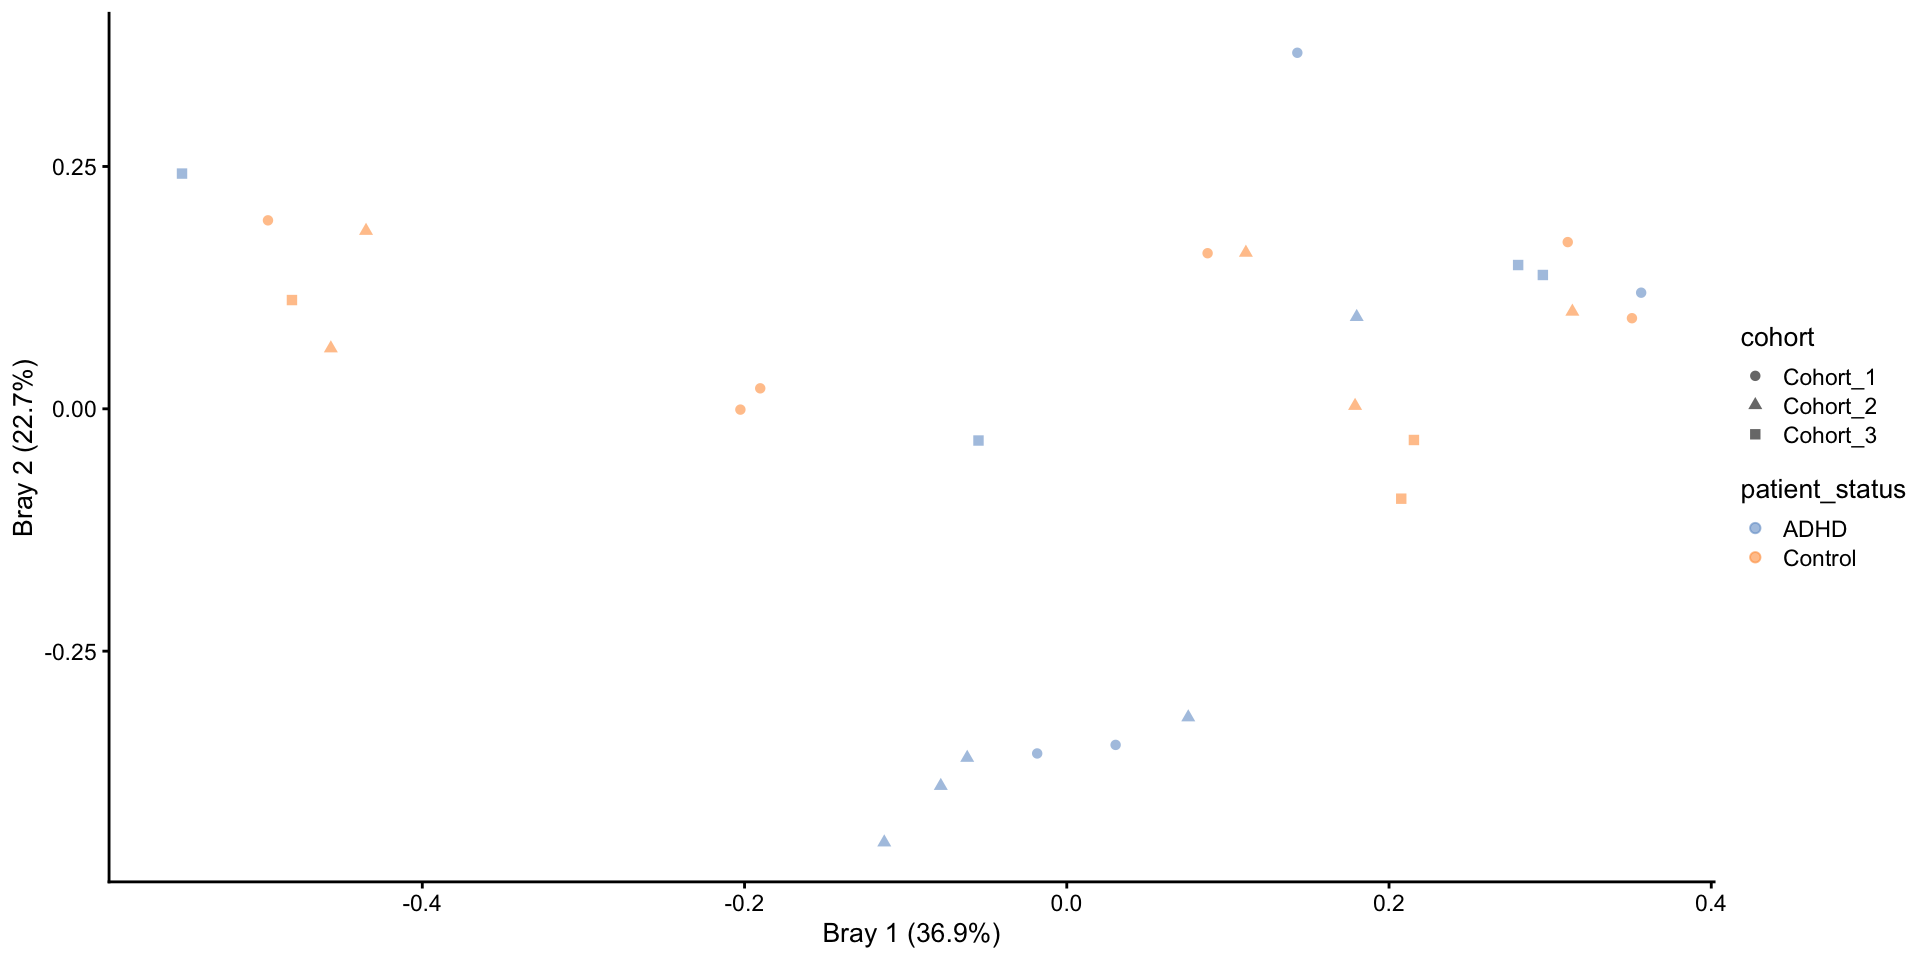 0.25
0.00
-0.25
Bray 2 (22.7%)
-0.4
-0.2
0.0
0.2
0.4
Bray 1 (36.9%)
cohort
Cohort_1
Cohort_2
Cohort_3
patient_status
ADHD
Control